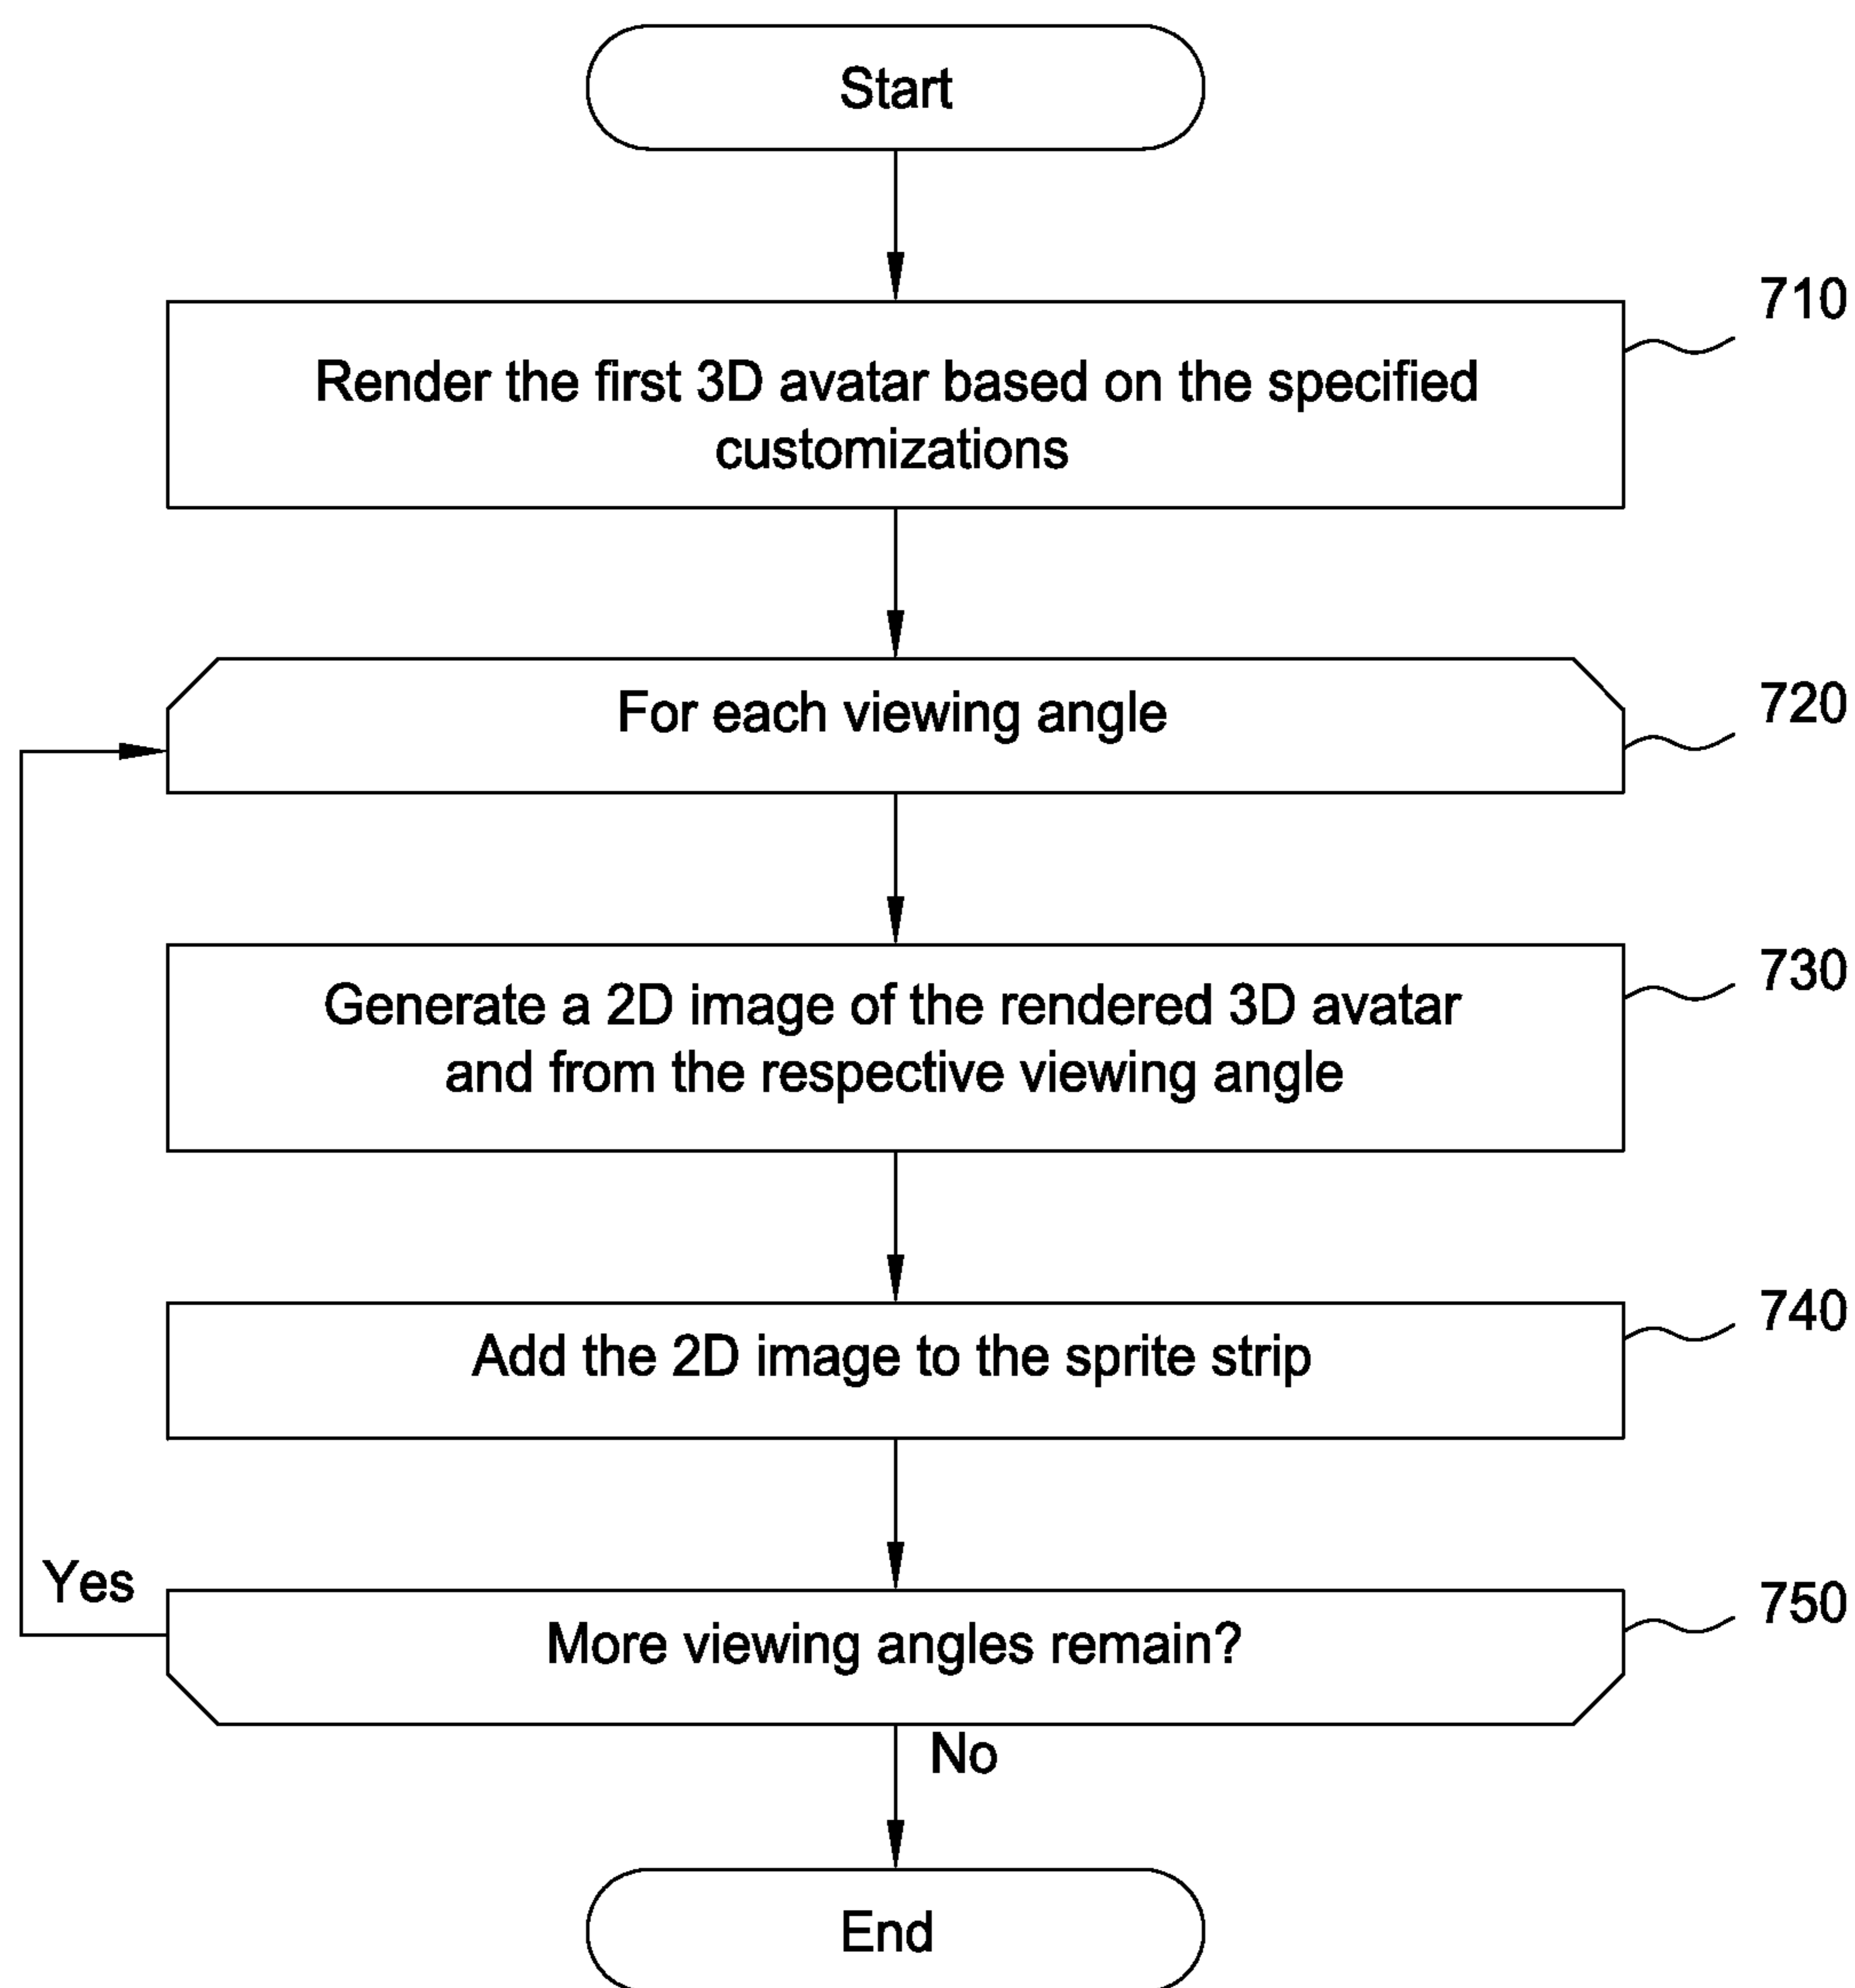 Start
710
Render the first 3D avatar based on the specified
customizations
720
For each viewing angle
730
Generate a 2D image of the rendered 3D avatar
and from the respective viewing angle
740
Add the 2D image to the sprite strip
Yes
750
More viewing angles remain?
No
End